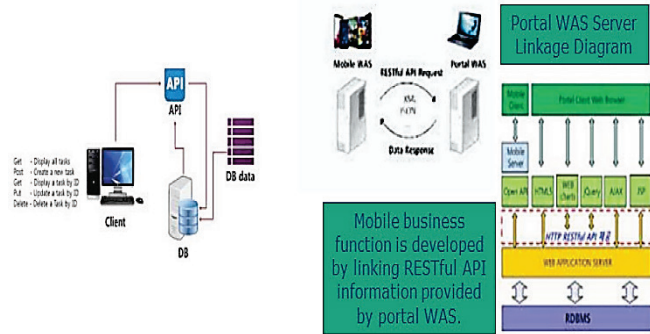 API
API
Get - Display all tasks
Post - Create a new task
Get - Display a task by ID
Put - Update a task by ID
Delete - Delete a Task by ID
Client
DB
DB data
Mobile WAS
Portal WAS
RESTful API Request
XML
JSON
Data Response
Mobile business
function is developed
by linking RESTful API
information provided
by portal WAS.
Portal WAS Server
Linkage Diagram
Mobile
Client
Portal Client Web Browser
Mobile
Server
Open API
HTML5
WEB
charts
jQuery
AJAX
JSP
HTTP RESTful API 제공
WEB APPLICATION SERVER
RDBMS